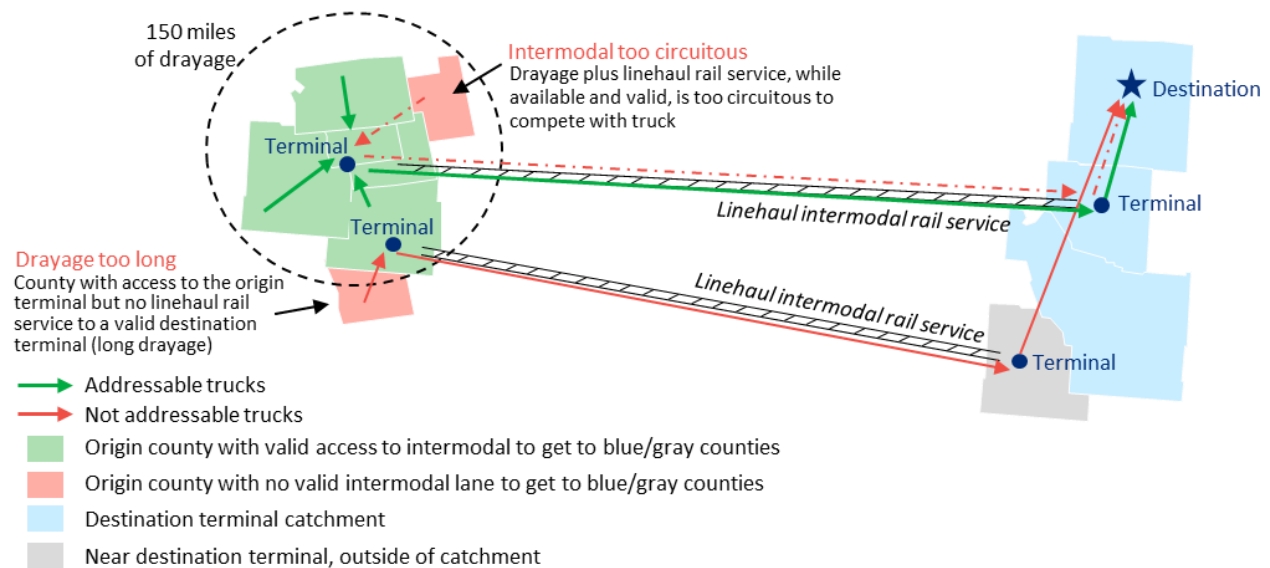 150 miles
of drayage
Intermodal too circuitous
Drayage plus linehaul rail service, while
available and valid, is too circuitous to
compete with truck
Destination
Terminal
Terminal
Linehaul intermodal rail service
Terminal
Drayage too long
County with access to the origin
terminal but no linehaul rail
service to a valid destination
terminal (long drayage)
Linehaul intermodal rail service
Terminal
Addressable trucks
Not addressable trucks
Origin county with valid access to intermodal to get to blue/gray counties
Origin county with no valid intermodal lane to get to blue/gray counties
Destination terminal catchment
Near destination terminal, outside of catchment